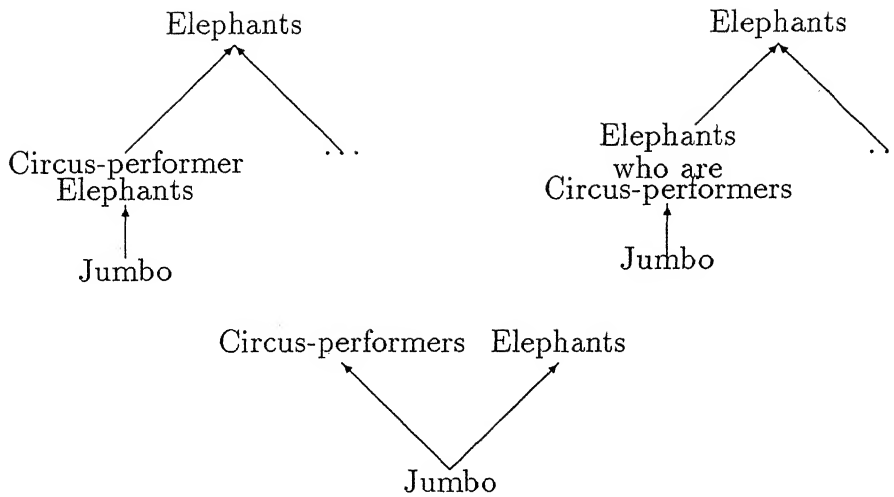 Elephants
Circus-performer
Elephants
Jumbo
...
Elephants
Elephants
who are
Circus-performers
Jumbo
..
Circus-performers Elephants
Jumbo